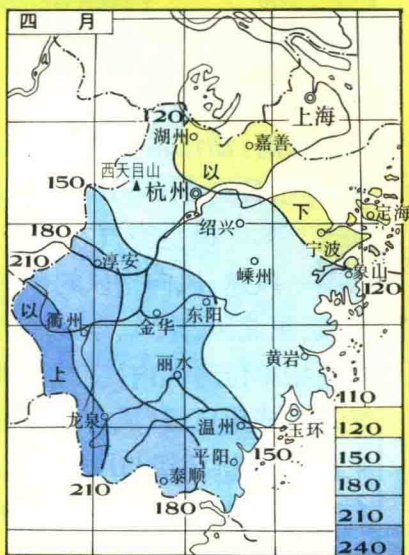 四月
上海
120
湖州
嘉善
西天目山
以
150
杭州
下
定海
绍兴
180
宁波
210
淳安
嵊州
象山
120
以
东阳
衢州
金华
上
黄岩
丽水
110
龙泉
温州
玉环
120
平阳
150
150
泰顺
180
210
180
210
240